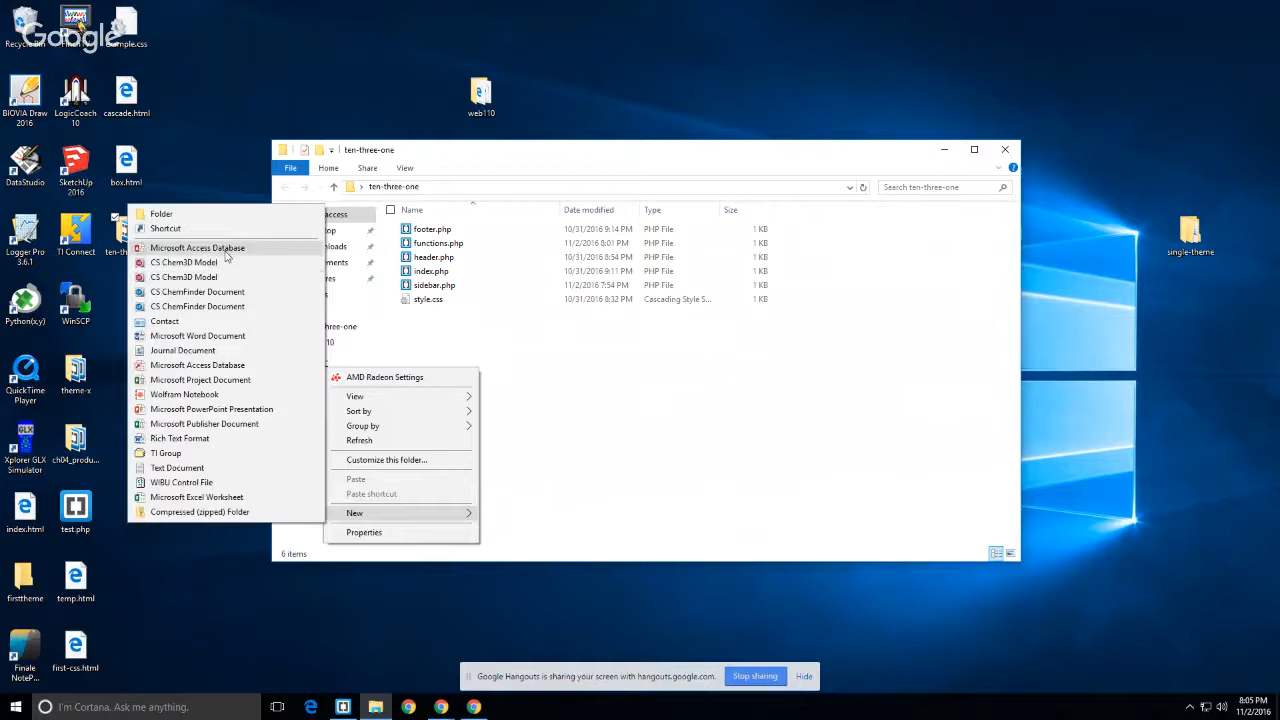 Google
Recycle Bin
example.css
BIOVIA Draw
2016
LogicCoach
10
cascade.html
web110
DataStudio
SketchUp
2016
box.html
Logger Pro
3.6.1
TI Connect
Python(x,y)
WinSCP
QuickTime
Player
theme-x
Xplorer GLX
Simulator
ch04_produ...
index.html
test.php
firsttheme
temp.html
Finale
NoteP...
first-css.html
single-theme
ten-three-one
File
Home
Share
View
ten-three-one
Search ten-three-one
Name
Date modified
Type
Size
footer.php
10/31/2016 9:14 PM
PHP File
1 KB
functions.php
11/2/2016 8:01 PM
PHP File
1 KB
header.php
10/31/2016 8:54 PM
PHP File
1 KB
index.php
10/31/2016 9:11 PM
PHP File
1 KB
sidebar.php
11/2/2016 7:54 PM
PHP File
1 KB
style.css
10/31/2016 8:32 PM
Cascading Style S...
1 KB
6 items
Folder
Shortcut
Microsoft Access Database
CS Chem3D Model
CS Chem3D Model
CS ChemFinder Document
CS ChemFinder Document
Contact
Microsoft Word Document
Journal Document
Microsoft Access Database
Microsoft Project Document
Wolfram Notebook
Microsoft PowerPoint Presentation
Microsoft Publisher Document
Rich Text Format
TI Group
Text Document
WIBU Control File
Microsoft Excel Worksheet
Compressed (zipped) Folder
AMD Radeon Settings
View
Sort by
Group by
Refresh
Customize this folder...
Paste
Paste shortcut
New
Properties
Google Hangouts is sharing your screen with hangouts.google.com.
Stop sharing
Hide
I'm Cortana. Ask me anything.
8:05 PM
11/2/2016